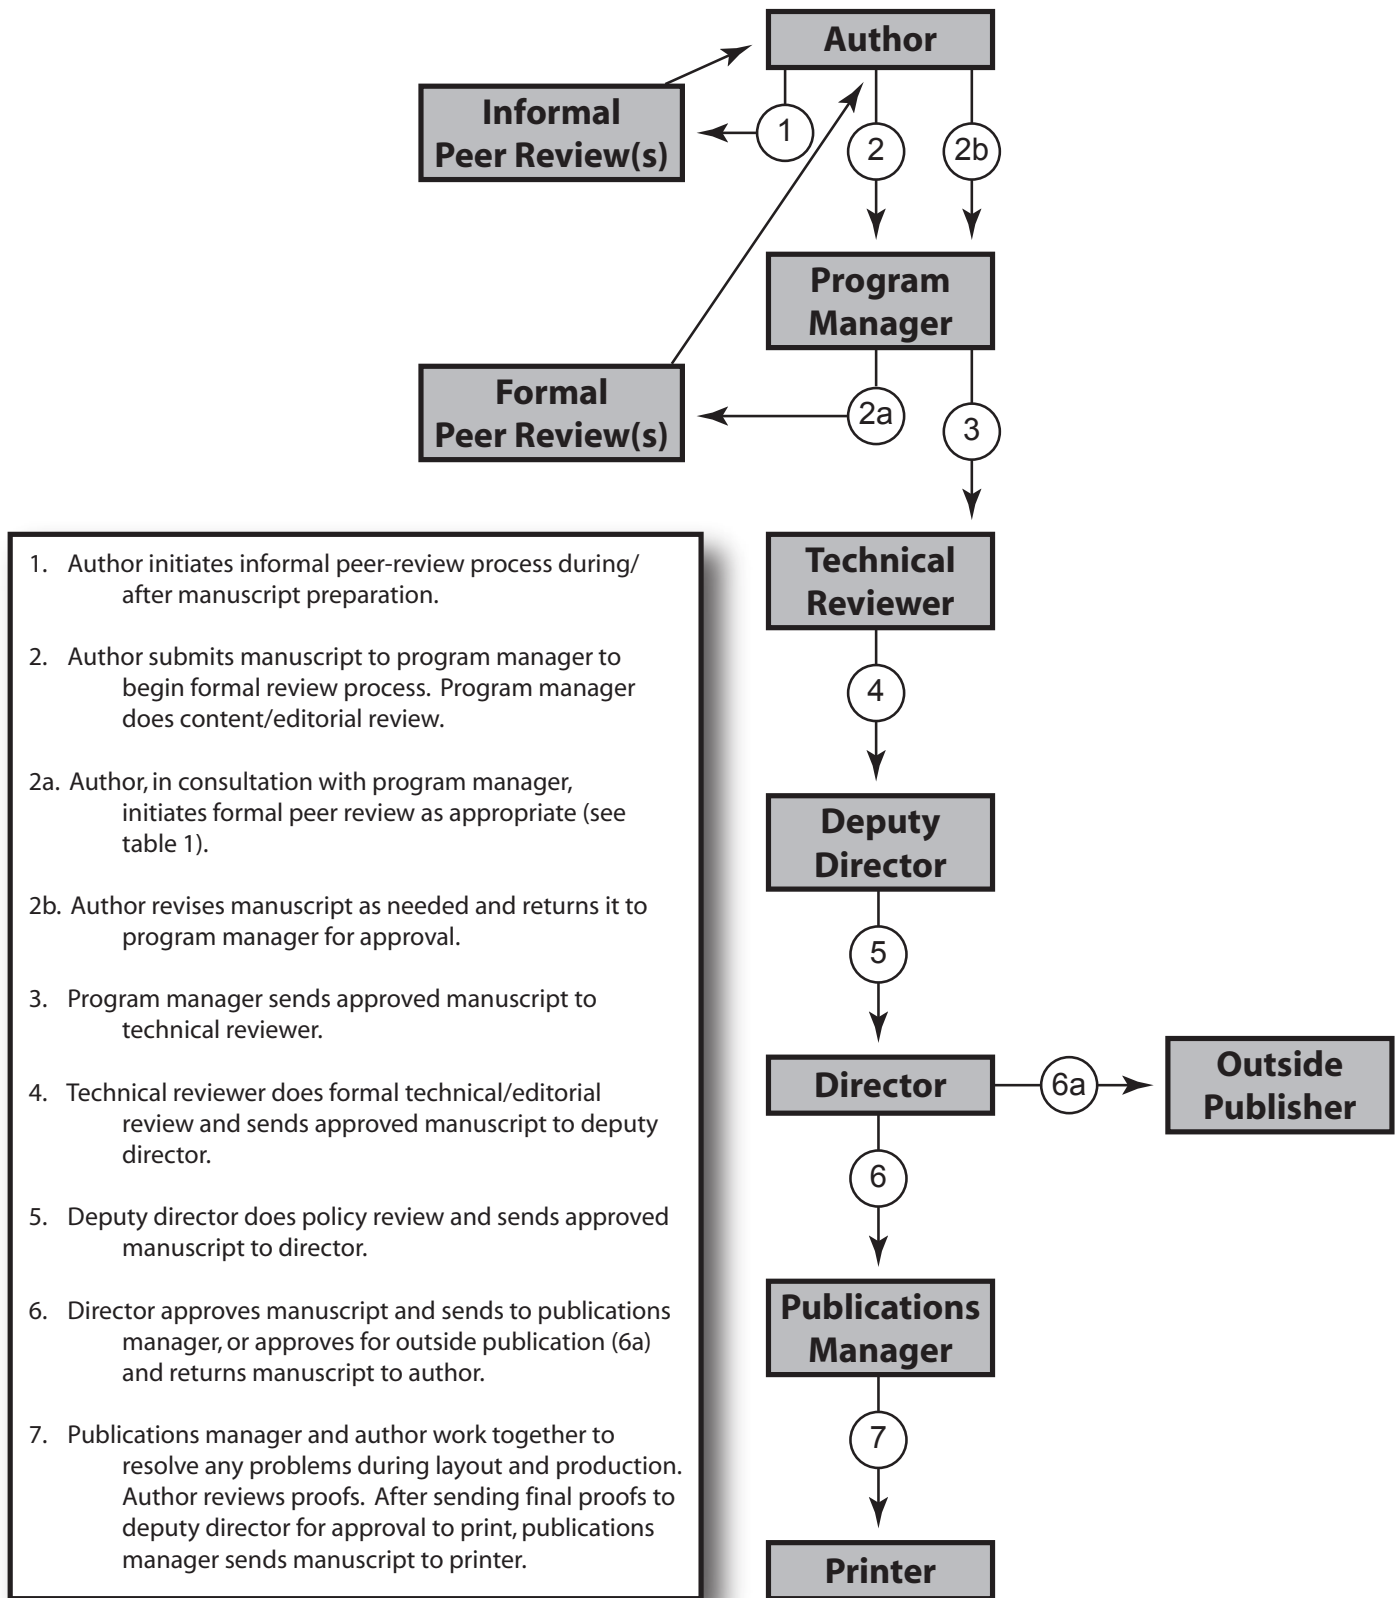 Author
Informal
Peer Review(s)
1
2
2b
Program
Manager
Formal
Peer Review(s)
2a
3
Technical
Reviewer
4
Deputy
Director
5
Director
6a
Outside
Publisher
6
Publications
Manager
7
Printer
1. Author initiates informal peer-review process during/
after manuscript preparation.
2. Author submits manuscript to program manager to
begin formal review process. Program manager
does content/editorial review.
2a. Author, in consultation with program manager,
initiates formal peer review as appropriate (see
table 1).
2b. Author revises manuscript as needed and returns it to
program manager for approval.
3. Program manager sends approved manuscript to
technical reviewer.
4. Technical reviewer does formal technical/editorial
review and sends approved manuscript to deputy
director.
5. Deputy director does policy review and sends approved
manuscript to director.
6. Director approves manuscript and sends to publications
manager, or approves for outside publication (6a)
and returns manuscript to author.
7. Publications manager and author work together to
resolve any problems during layout and production.
Author reviews proofs. After sending final proofs to
deputy director for approval to print, publications
manager sends manuscript to printer.